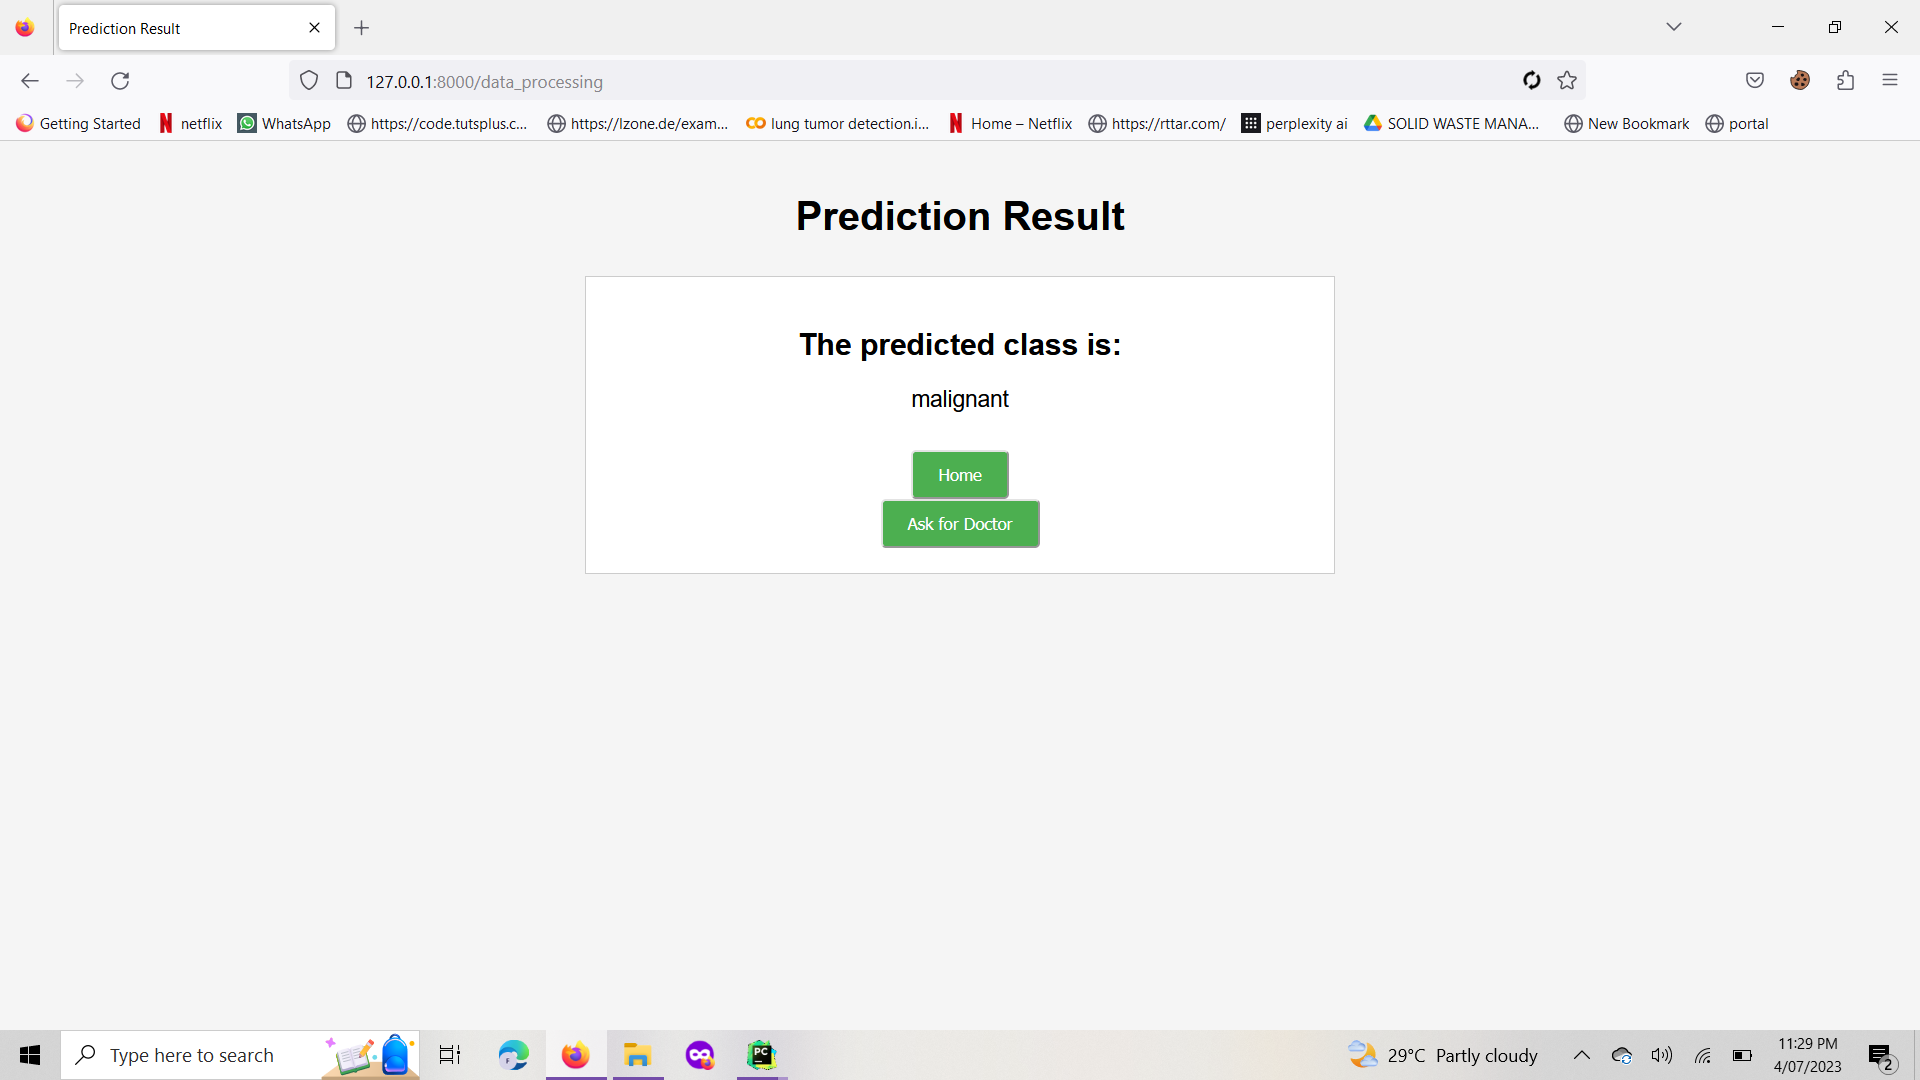 Prediction Result
127.0.0.1:8000/data_processing
Getting Started netflix WhatsApp https://code.tutsplus.c... https://lzone.de/exam... lung tumor detection.i... Home – Netflix https://rttar.com/ perplexity ai SOLID WASTE MANA... New Bookmark portal
Prediction Result
The predicted class is:
malignant
Home
Ask for Doctor
Type here to search
PC
29°C Partly cloudy
11:29 PM
4/07/2023
2